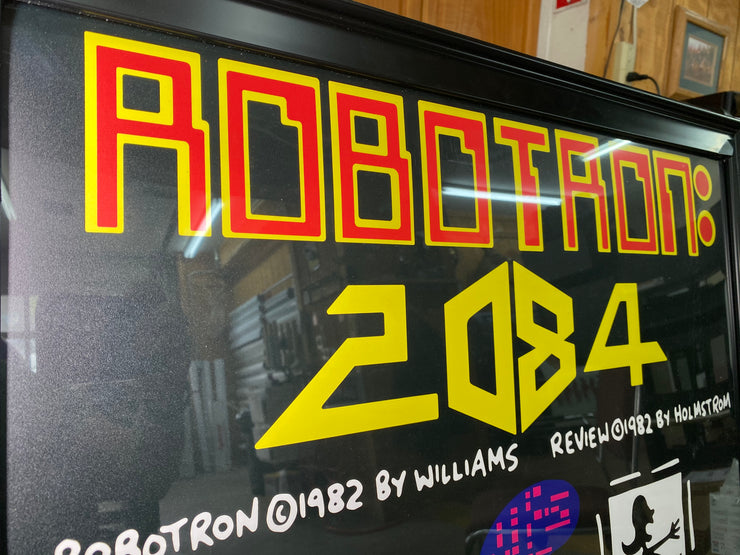 ROBOTRON:
2084
ROBOTRON ©1982 BY WILLIAMS
REVIEW ©1982 BY HOLMSTROM